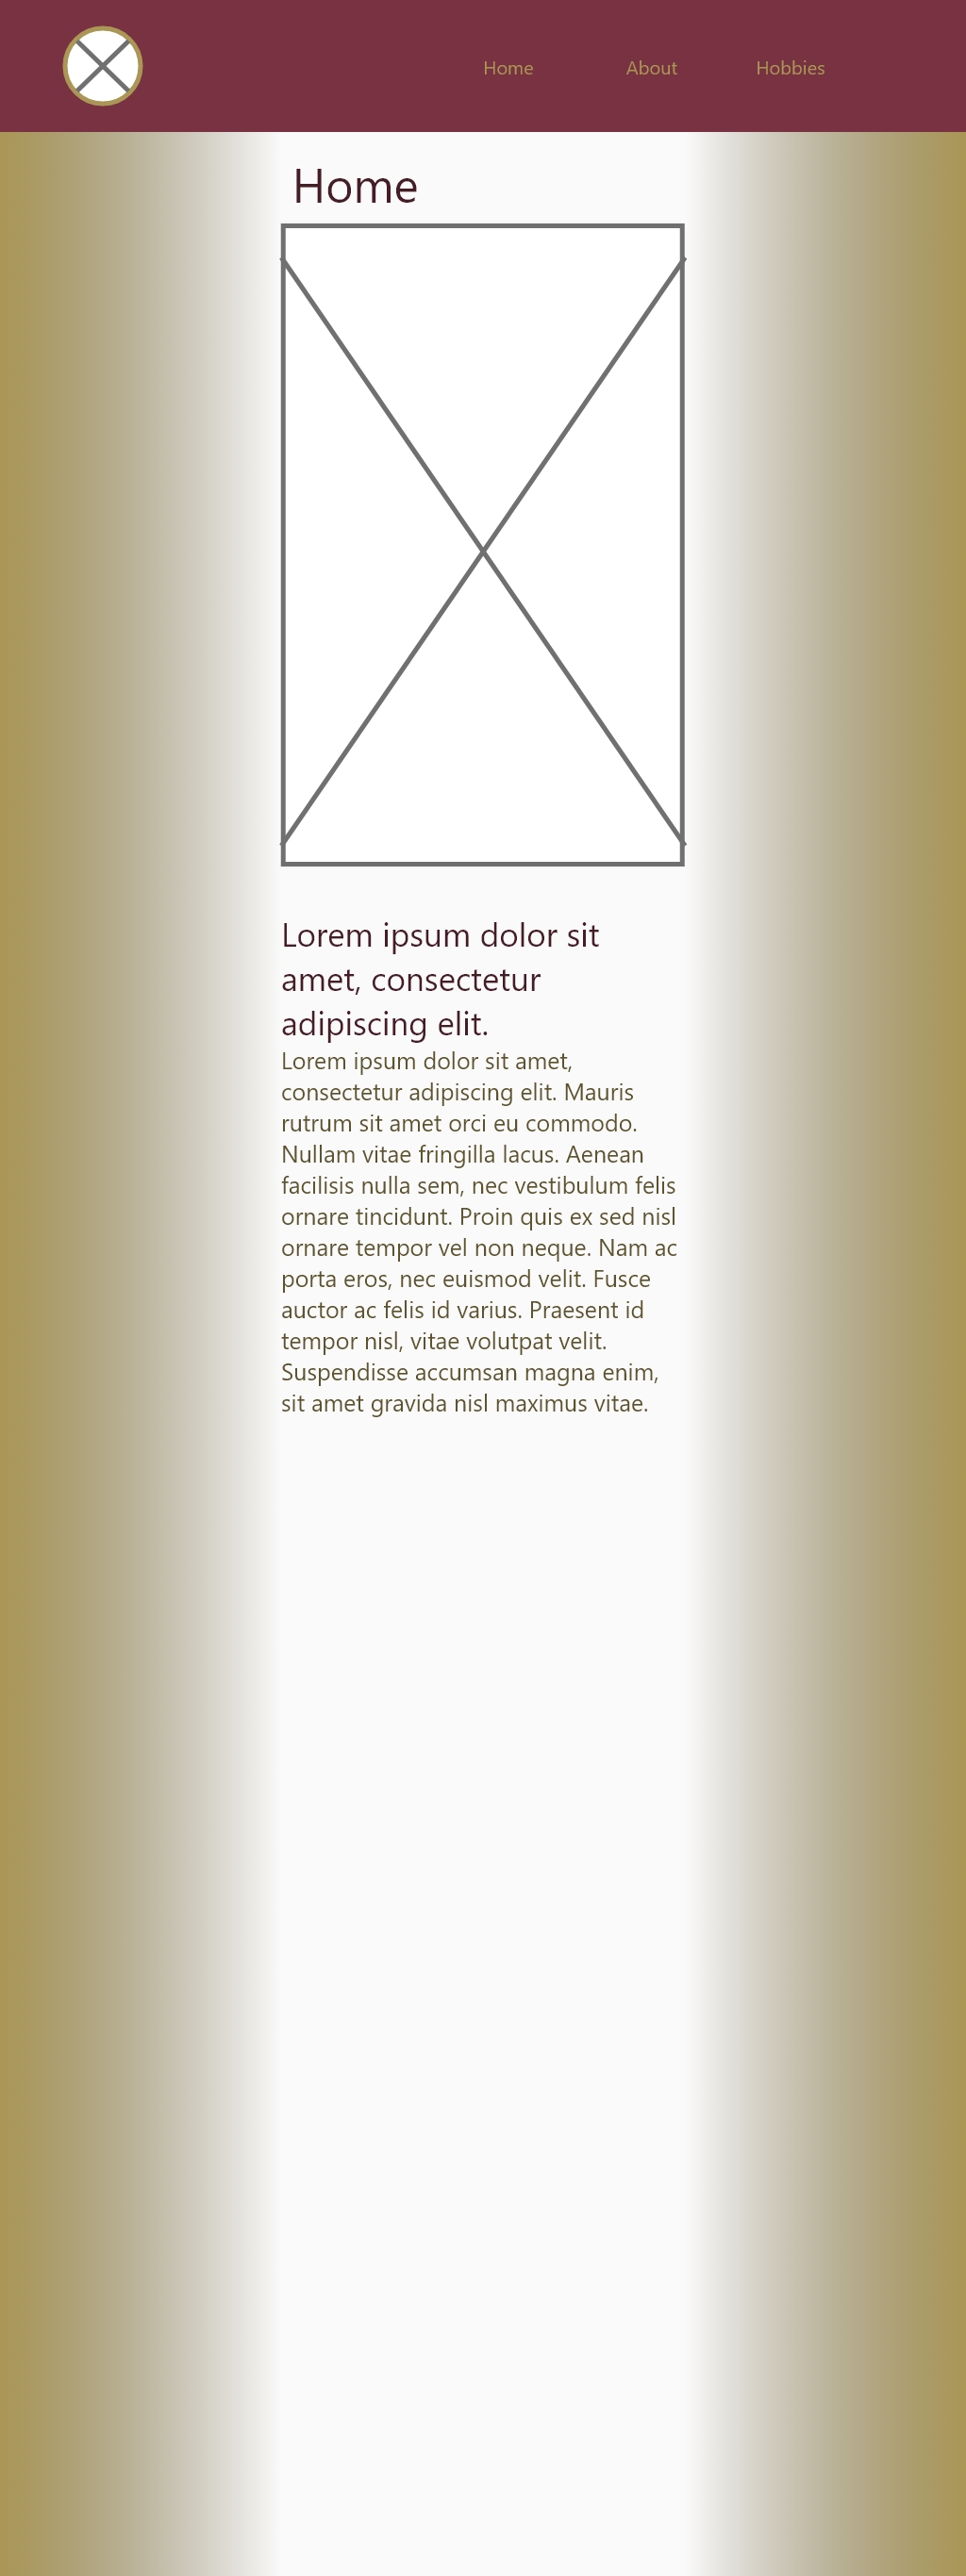 Home About Hobbies
Home
Lorem ipsum dolor sit
amet, consectetur
adipiscing elit.
Lorem ipsum dolor sit amet,
consectetur adipiscing elit. Mauris
rutrum sit amet orci eu commodo.
Nullam vitae fringilla lacus. Aenean
facilisis nulla sem, nec vestibulum felis
ornare tincidunt. Proin quis ex sed nisl
ornare tempor vel non neque. Nam ac
porta eros, nec euismod velit. Fusce
auctor ac felis id varius. Praesent id
tempor nisl, vitae volutpat velit.
Suspendisse accumsan magna enim,
sit amet gravida nisl maximus vitae.